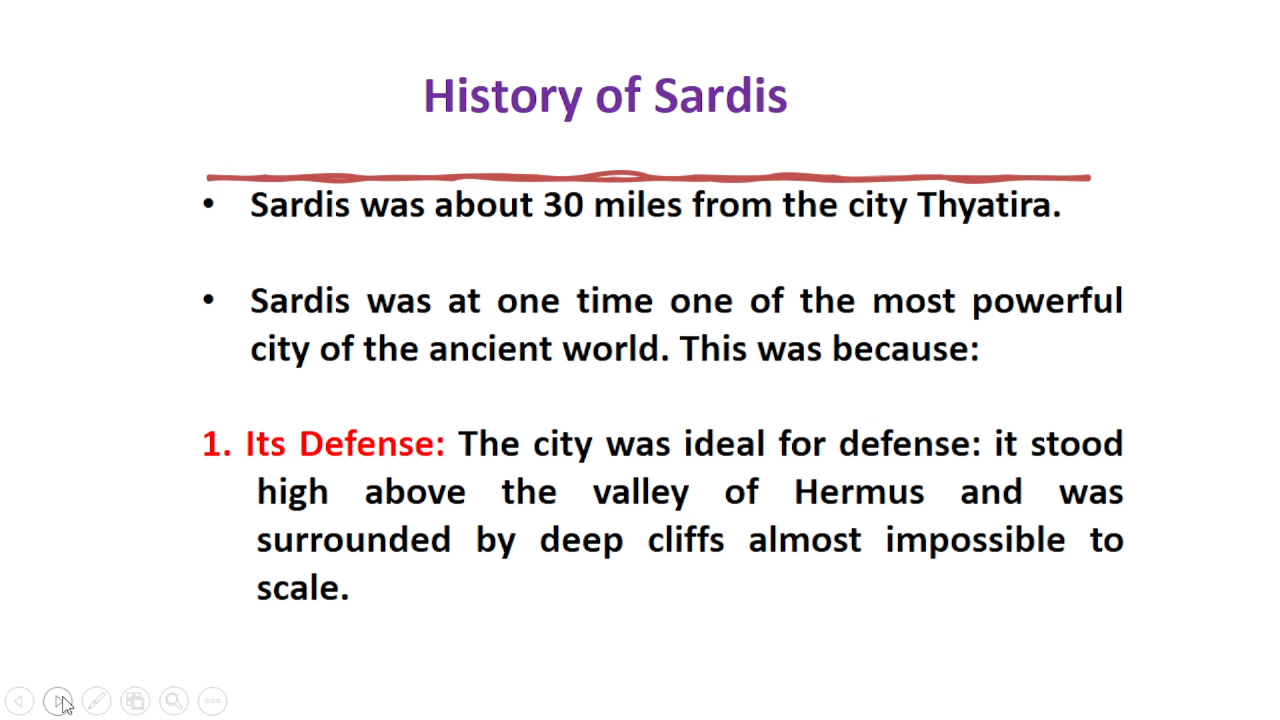 History of Sardis
• Sardis was about 30 miles from the city Thyatira.
• Sardis was at one time one of the most powerful
city of the ancient world. This was because:
1. Its Defense: The city was ideal for defense: it stood
high above the valley of Hermus and was
surrounded by deep cliffs almost impossible to
scale.